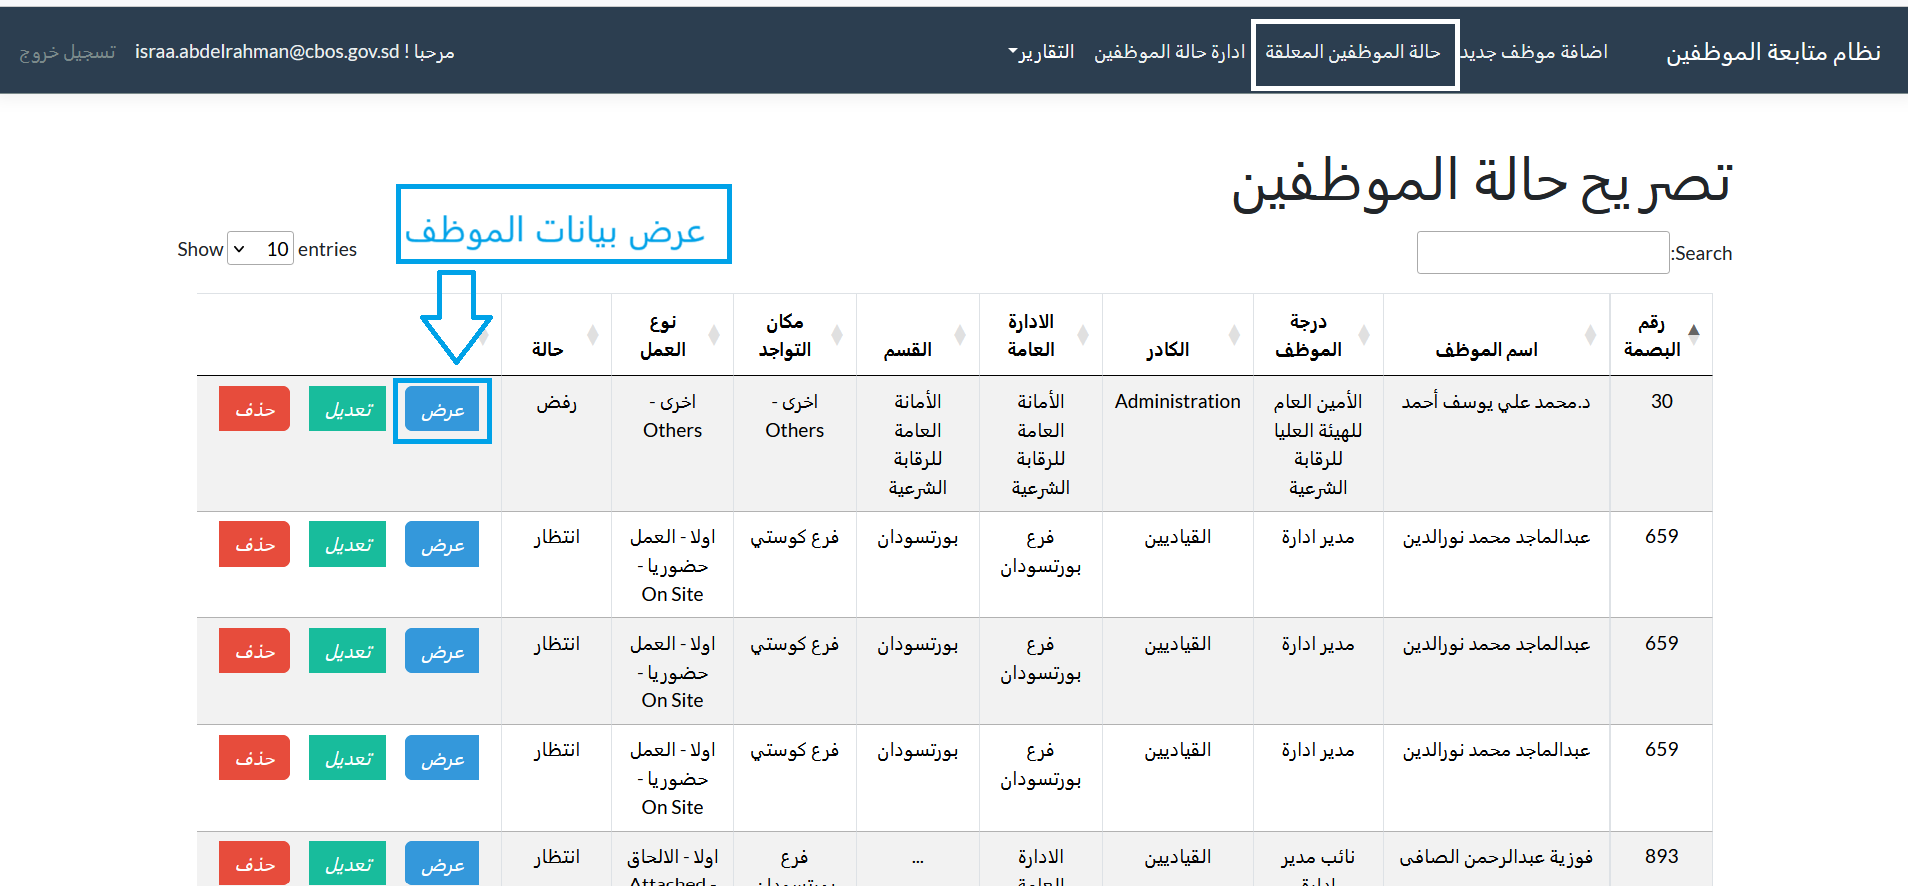 نظام متابعة الموظفين
اضافة موظف جديد
حالة الموظفين المعلقة
ادارة حالة الموظفين
التقارير
مرحبا ! israa.abdelrahman@cbos.gov.sd
تسجيل خروج
تصريح حالة الموظفين
عرض بيانات الموظف
Search:
Show 10 entries
رقم البصمة
اسم الموظف
درجة الموظف
الكادر
الادارة العامة
القسم
مكان التواجد
نوع العمل
حالة
30
د.محمد علي يوسف أحمد
الأمين العام
للهيئة العليا
للرقابة
الشرعية
Administration
الأمانة
العامة
للرقابة
الشرعية
الأمانة
العامة
للرقابة
الشرعية
اخرى -
Others
اخرى -
Others
رفض
عرض
تعديل
حذف
659
عبدالماجد محمد نورالدين
مدير ادارة
القياديين
فرع
بورتسودان
بورتسودان
فرع كوستي
اولا - العمل
حضوريا -
On Site
انتظار
عرض
تعديل
حذف
659
عبدالماجد محمد نورالدين
مدير ادارة
القياديين
فرع
بورتسودان
بورتسودان
فرع كوستي
اولا - العمل
حضوريا -
On Site
انتظار
عرض
تعديل
حذف
659
عبدالماجد محمد نورالدين
مدير ادارة
القياديين
فرع
بورتسودان
بورتسودان
فرع كوستي
اولا - العمل
حضوريا -
On Site
انتظار
عرض
تعديل
حذف
893
فوزية عبدالرحمن الصافى
نائب مدير
القياديين
الادارة
...
فرع
اولا - الالحاق
انتظار
عرض
تعديل
حذف